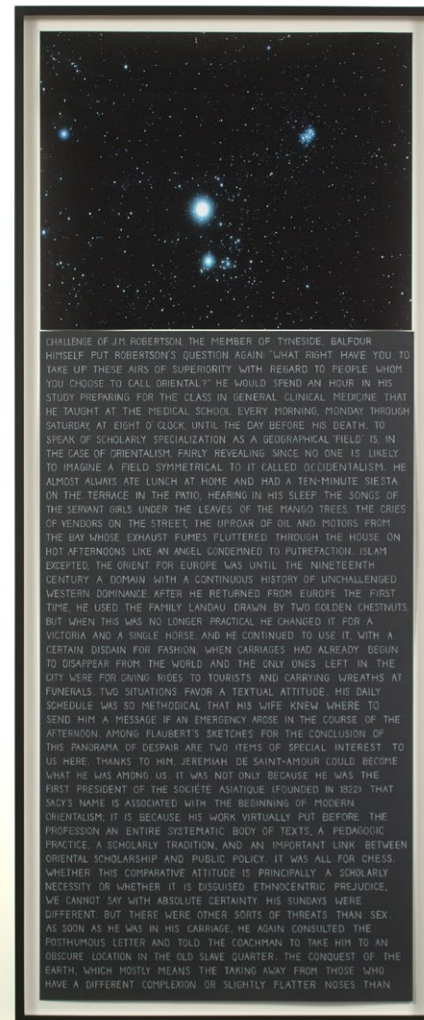 CHALLENGE OF J.M. ROBERTSON, THE MEMBER OF TYNESIDE, BALFOUR
HIMSELF PUT ROBERTSON'S QUESTION AGAIN: "WHAT RIGHT HAVE YOU TO
TAKE UP THESE AIRS OF SUPERIORITY WITH REGARD TO PEOPLE WHOM
YOU CHOOSE TO CALL ORIENTAL?" HE WOULD SPEND AN HOUR IN HIS
STUDY PREPARING FOR THE CLASS IN GENERAL CLINICAL MEDICINE THAT
HE TAUGHT AT THE MEDICAL SCHOOL EVERY MORNING, MONDAY THROUGH
SATURDAY, AT EIGHT O' CLOCK, UNTIL THE DAY BEFORE HIS DEATH. TO
SPEAK OF SCHOLARLY SPECIALIZATION AS A GEOGRAPHICAL 'FIELD' IS, IN
THE CASE OF ORIENTALISM, FAIRLY REVEALING SINCE NO ONE IS LIKELY
TO IMAGINE A FIELD SYMMETRICAL TO IT CALLED OCCIDENTALISM. HE
ALMOST ALWAYS ATE LUNCH AT HOME AND HAD A TEN-MINUTE SIESTA
ON THE TERRACE IN THE PATIO, HEARING IN HIS SLEEP THE SONGS OF
THE SERVANT GIRLS UNDER THE LEAVES OF THE MANGO TREES, THE CRIES
OF VENDORS ON THE STREET, THE UPROAR OF OIL AND MOTORS FROM
THE BAY WHOSE EXHAUST FUMES FLUTTERED THROUGH THE HOUSE ON
HOT AFTERNOONS LIKE AN ANGEL CONDEMNED TO PUTREFACTION. ISLAM
EXCEPTED, THE ORIENT FOR EUROPE WAS UNTIL THE NINETEENTH
CENTURY A DOMAIN WITH A CONTINUOUS HISTORY OF UNCHALLENGED
WESTERN DOMINANCE. AFTER HE RETURNED FROM EUROPE THE FIRST
TIME, HE USED THE FAMILY LANDAU DRAWN BY TWO GOLDEN CHESTNUTS,
BUT WHEN THIS WAS NO LONGER PRACTICAL HE CHANGED IT FOR A
VICTORIA AND A SINGLE HORSE, AND HE CONTINUED TO USE IT, WITH A
CERTAIN DISDAIN FOR FASHION, WHEN CARRIAGES HAD ALREADY BEGUN
TO DISAPPEAR FROM THE WORLD AND THE ONLY ONES LEFT IN THE
CITY WERE FOR GIVING RIDES TO TOURISTS AND CARRYING WREATHS AT
FUNERALS. TWO SITUATIONS FAVOR A TEXTUAL ATTITUDE. HIS DAILY
SCHEDULE WAS SO METHODICAL THAT HIS WIFE KNEW WHERE TO
SEND HIM A MESSAGE IF AN EMERGENCY AROSE IN THE COURSE OF THE
AFTERNOON. AMONG FLAUBERT'S SKETCHES FOR THE CONCLUSION OF
THIS PANORAMA OF DESPAIR ARE TWO ITEMS OF SPECIAL INTEREST TO
US HERE. THANKS TO HIM, JEREMIAH DE SAINT-AMOUR COULD BECOME
WHAT HE WAS AMONG US. IT WAS NOT ONLY BECAUSE HE WAS THE
FIRST PRESIDENT OF THE SOCIÉTÉ ASIATIQUE (FOUNDED IN 1822) THAT
SACY'S NAME IS ASSOCIATED WITH THE BEGINNING OF MODERN
ORIENTALISM; IT IS BECAUSE HIS WORK VIRTUALLY PUT BEFORE THE
PROFESSION AN ENTIRE SYSTEMATIC BODY OF TEXTS, A PEDAGOGIC
PRACTICE, A SCHOLARLY TRADITION, AND AN IMPORTANT LINK BETWEEN
ORIENTAL SCHOLARSHIP AND PUBLIC POLICY. IT WAS ALL FOR CHESS.
WHETHER THIS COMPARATIVE ATTITUDE IS PRINCIPALLY A SCHOLARLY
NECESSITY OR WHETHER IT IS DISGUISED ETHNOCENTRIC PREJUDICE,
WE CANNOT SAY WITH ABSOLUTE CERTAINTY. HIS SUNDAYS WERE
DIFFERENT. BUT THERE WERE OTHER SORTS OF THREATS THAN SEX.
AS SOON AS HE WAS IN HIS CARRIAGE, HE AGAIN CONSULTED THE
POSTHUMOUS LETTER AND TOLD THE COACHMAN TO TAKE HIM TO AN
OBSCURE LOCATION IN THE OLD SLAVE QUARTER. THE CONQUEST OF THE
EARTH, WHICH MOSTLY MEANS THE TAKING AWAY FROM THOSE WHO
HAVE A DIFFERENT COMPLEXION OR SLIGHTLY FLATTER NOSES THAN